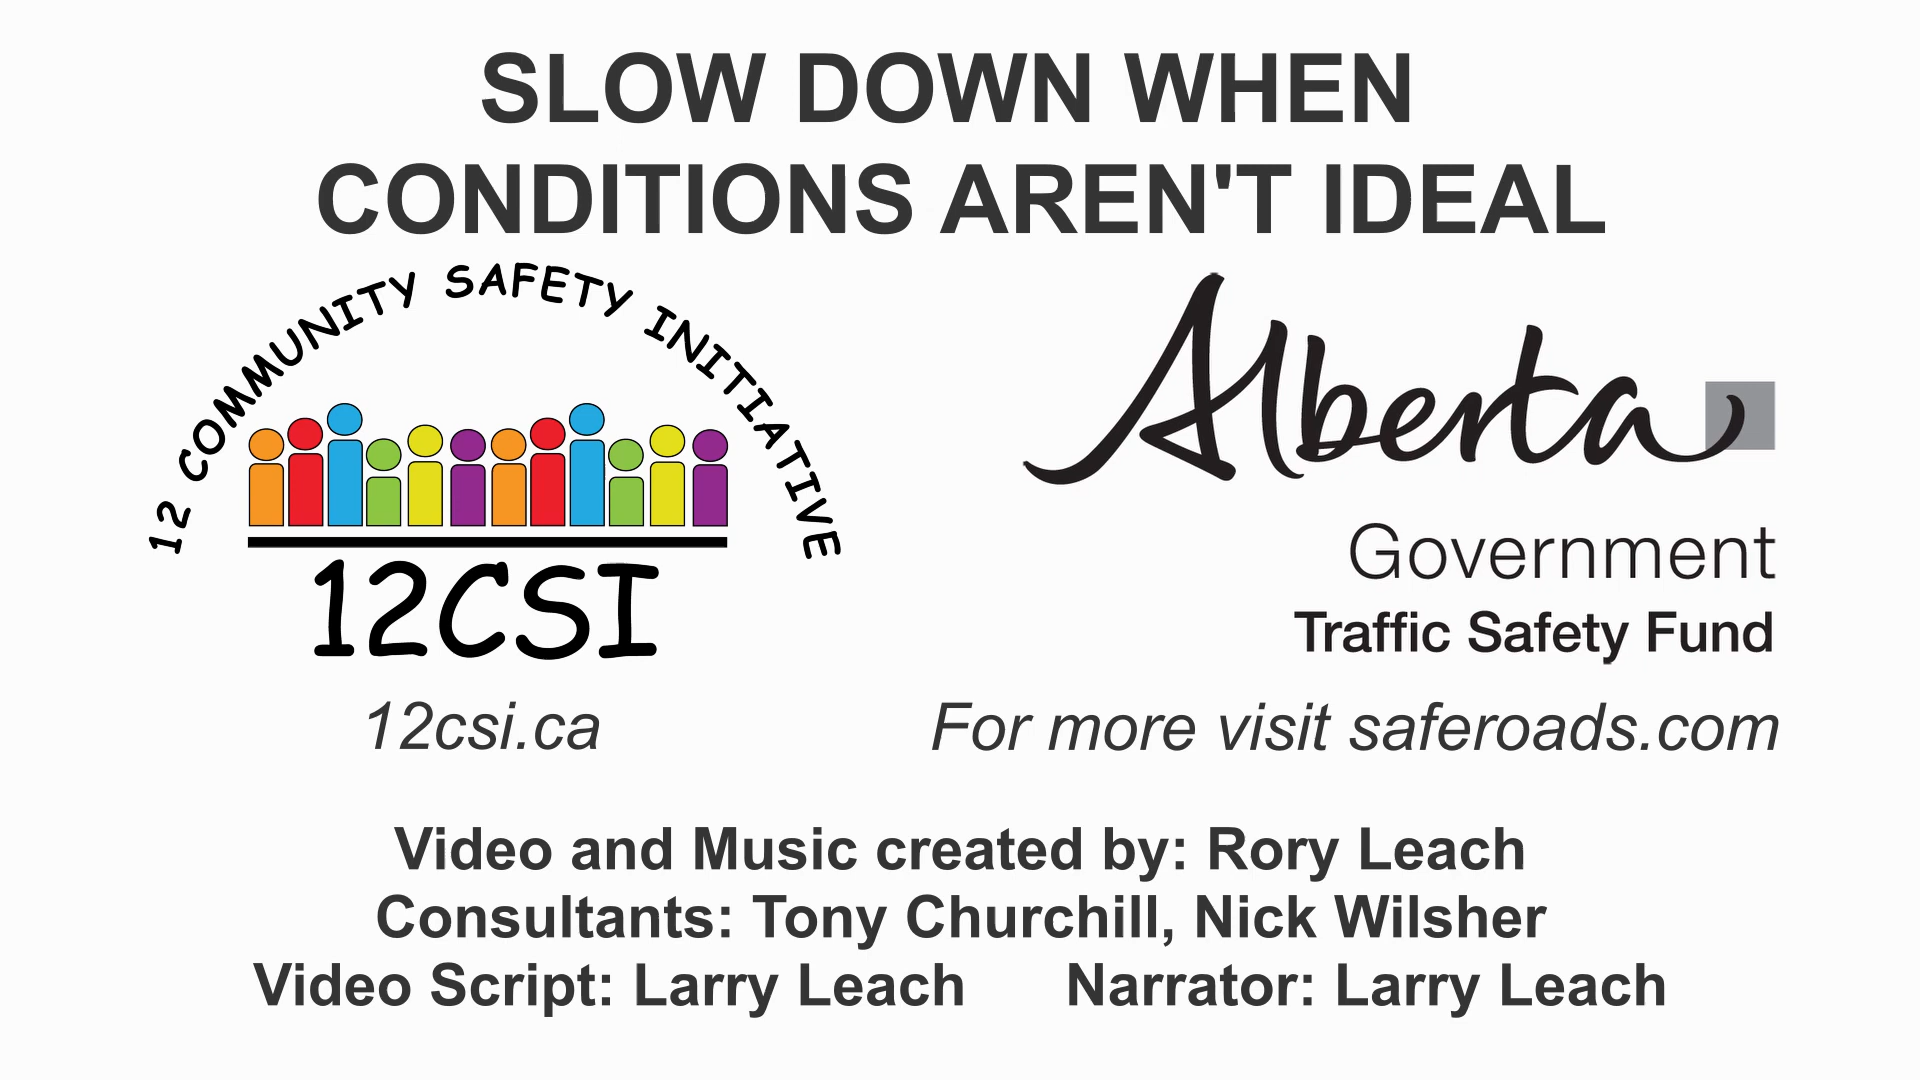 SLOW DOWN WHEN
CONDITIONS AREN'T IDEAL
12 COMMUNITY SAFETY INITIATIVE
12CSI
12csi.ca
Alberta
Government
Traffic Safety Fund
For more visit saferoads.com
Video and Music created by: Rory Leach
Consultants: Tony Churchill, Nick Wilsher
Video Script: Larry Leach Narrator: Larry Leach